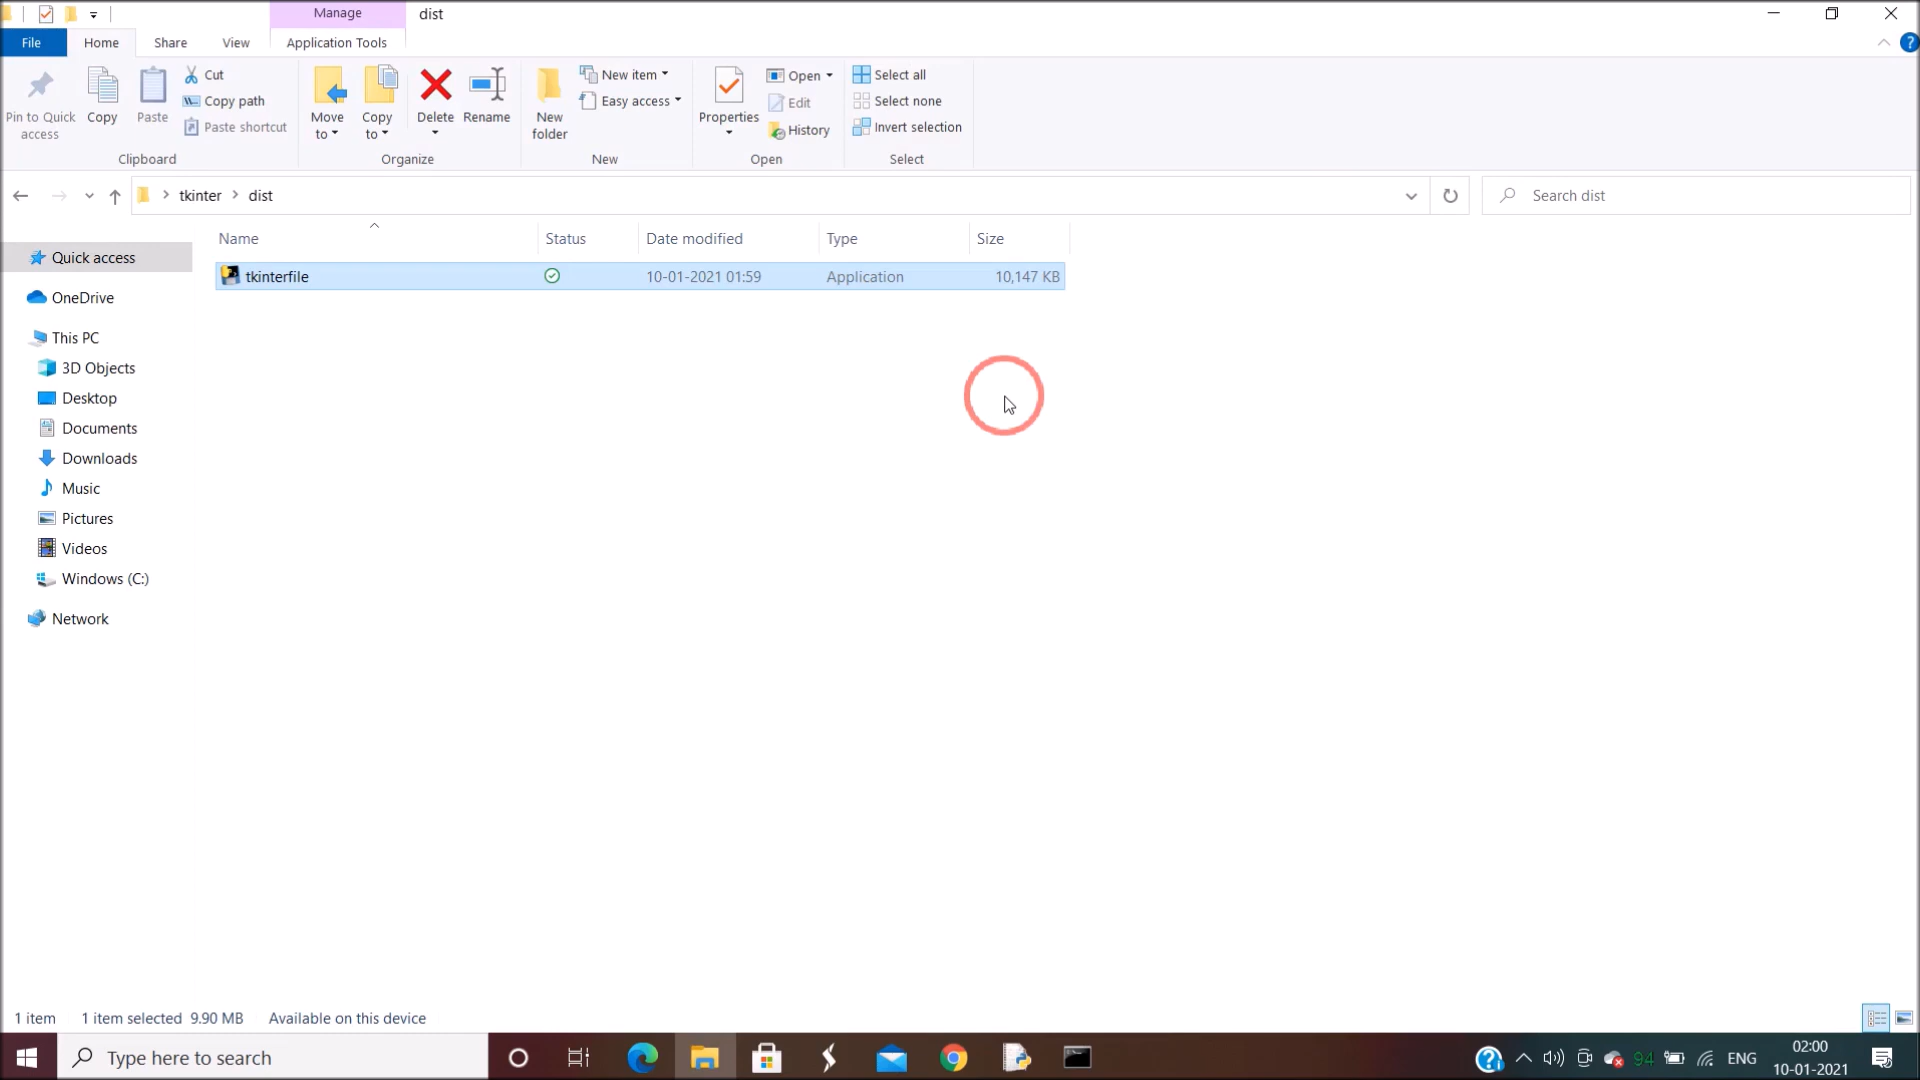 Manage
dist
File
Home
Share
View
Application Tools
Pin to Quick access
Copy
Paste
Cut
Copy path
Paste shortcut
Clipboard
Move to
Copy to
Delete
Rename
Organize
New folder
New item
Easy access
New
Properties
Open
Edit
History
Open
Select all
Select none
Invert selection
Select
tkinter
dist
Search dist
Name
Status
Date modified
Type
Size
tkinterfile
10-01-2021 01:59
Application
10,147 KB
Quick access
OneDrive
This PC
3D Objects
Desktop
Documents
Downloads
Music
Pictures
Videos
Windows (C:)
Network
1 item
1 item selected 9.90 MB
Available on this device
Type here to search
94
ENG
02:00
10-01-2021